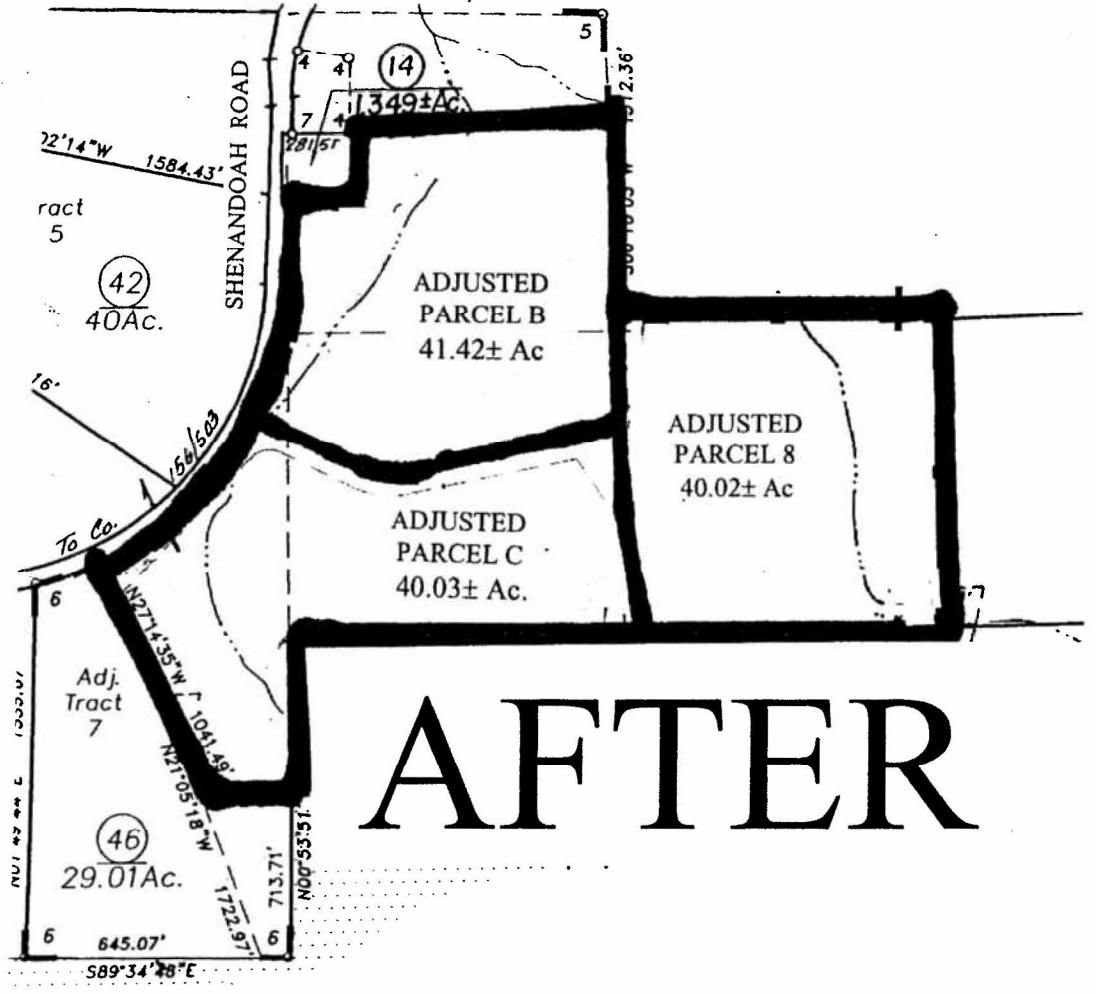 5
4
4
14
1.349±Ac.
7
4
281.51
SHENANDOAH ROAD
02'14"W 1584.43'
ract
5
42
40Ac.
16'
156/503
To Co.
ADJUSTED
PARCEL B
41.42± Ac
ADJUSTED
PARCEL 8
40.02± Ac
ADJUSTED
PARCEL C
40.03± Ac.
6
N27°14'35"W
1041.49'
Adj.
Tract
7
N21°05'18"W
1722.97'
AFTER
46
29.01Ac.
713.71'
N00°53'51
6
645.07'
6
S89°34'48"E